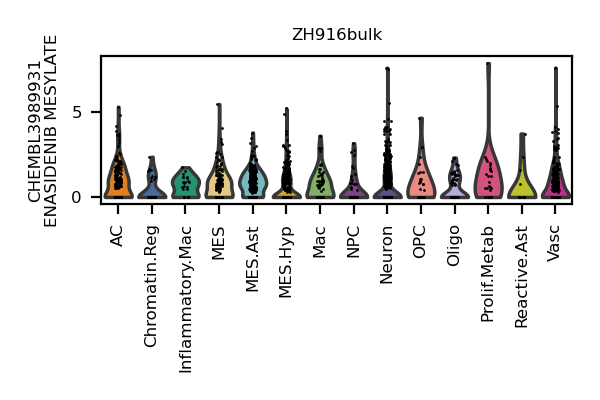 ZH916bulk
CHEMBL3989931
ENASIDENIB MESYLATE
5
0
AC
Chromatin.Reg
Inflammatory.Mac
MES
MES.Ast
MES.Hyp
Mac
NPC
Neuron
OPC
Oligo
Prolif.Metab
Reactive.Ast
Vasc